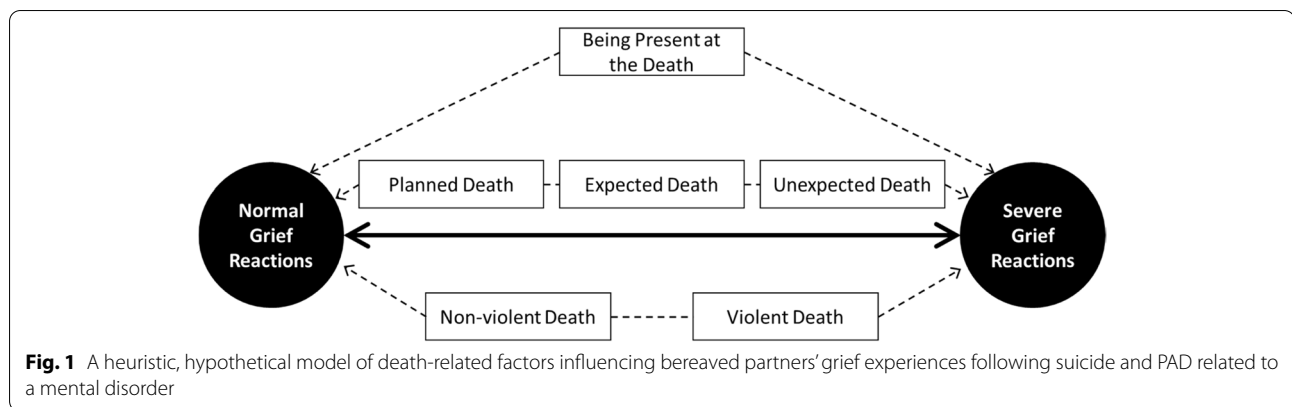 Being Present at
the Death
Planned Death
Expected Death
Unexpected Death
Normal
Grief
Reactions
Severe
Grief
Reactions
Non-violent Death
Violent Death
Fig. 1 A heuristic, hypothetical model of death-related factors influencing bereaved partners’ grief experiences following suicide and PAD related to
a mental disorder